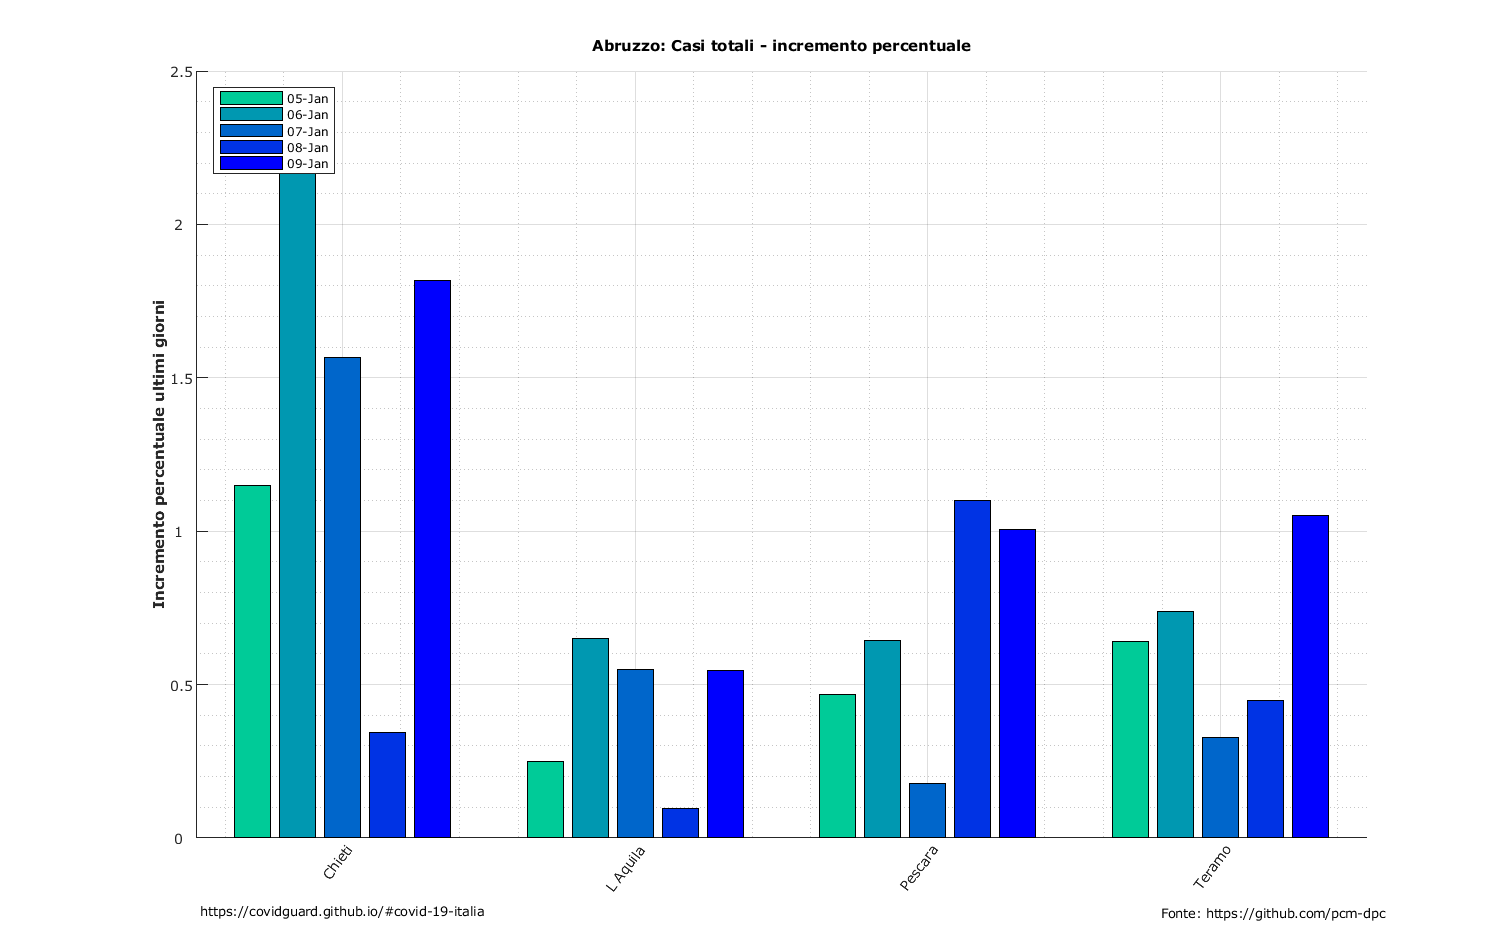 Abruzzo: Casi totali - incremento percentuale
2.5
2
1.5
1
0.5
0
Incremento percentuale ultimi giorni
05-Jan
06-Jan
07-Jan
08-Jan
09-Jan
Chieti
L Aquila
Pescara
Teramo
https://covidguard.github.io/#covid-19-italia
Fonte: https://github.com/pcm-dpc